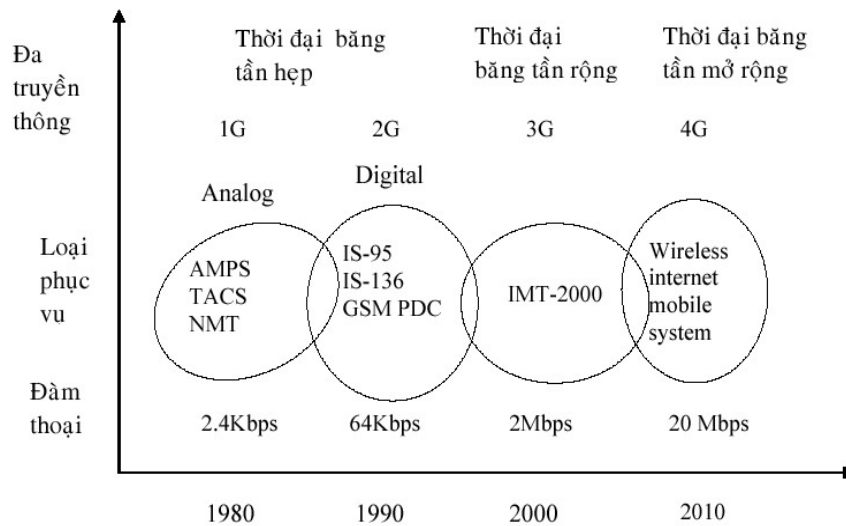 Đa
truyền
thông
Thời đại băng
tần hẹp
Thời đại
băng tần rộng
Thời đại băng
tần mở rộng
1G
2G
3G
4G
Analog
Digital
Loại
phục
vụ
AMPS
TACS
NMT
IS-95
IS-136
GSM PDC
IMT-2000
Wireless
internet
mobile
system
Đàm
thoại
2.4Kbps
64Kbps
2Mbps
20 Mbps
1980
1990
2000
2010